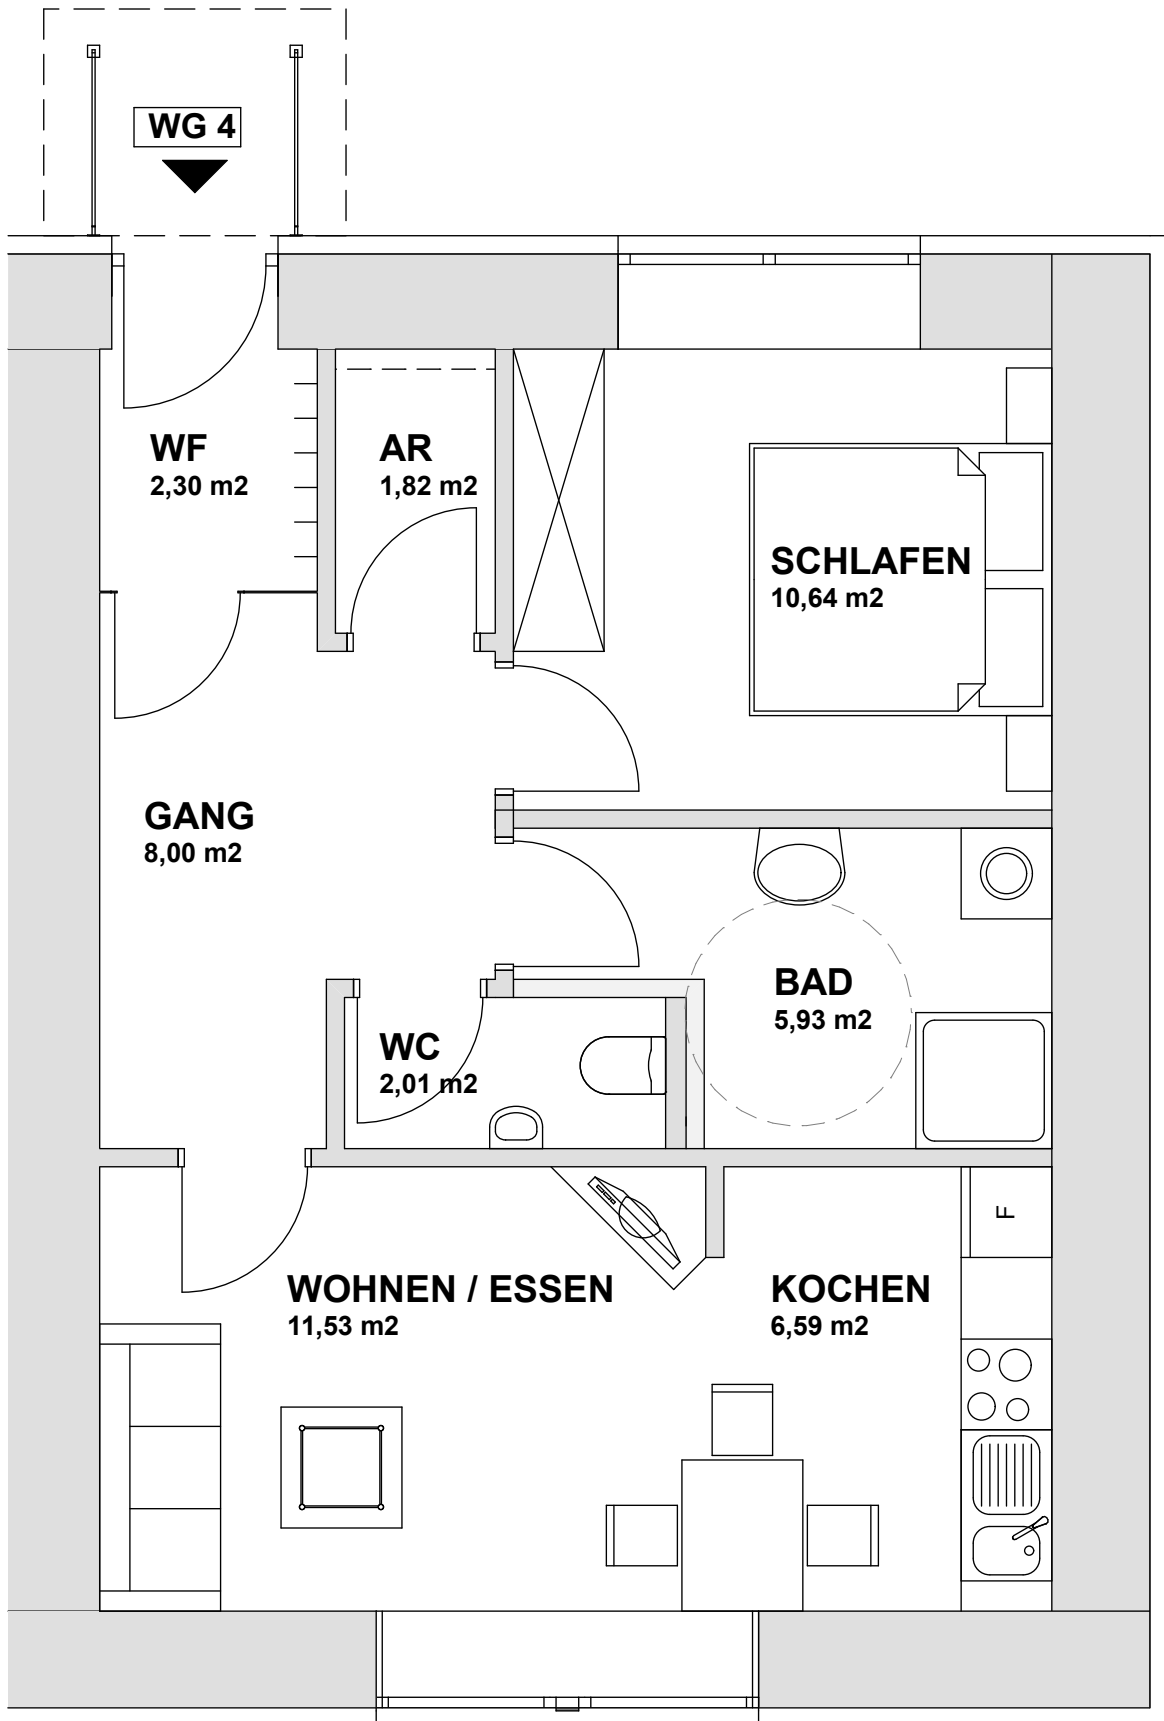 WG 4
WF
2,30 m2
AR
1,82 m2
SCHLAFEN
10,64 m2
GANG
8,00 m2
BAD
5,93 m2
WC
2,01 m2
F
WOHNEN / ESSEN
11,53 m2
KOCHEN
6,59 m2